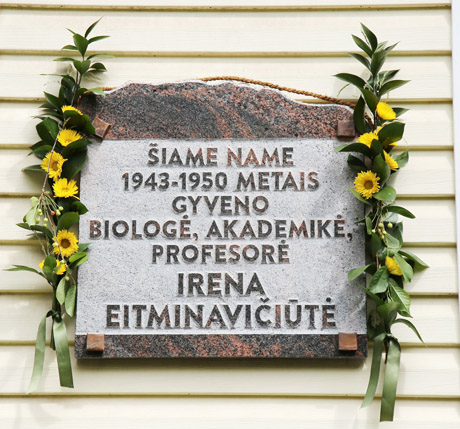 ŠIAME NAME
1943-1950 METAIS
GYVENO
BIOLOGĖ, AKADEMIKĖ,
PROFESORĖ
IRENA
EITMINAVIČIŪTĖ